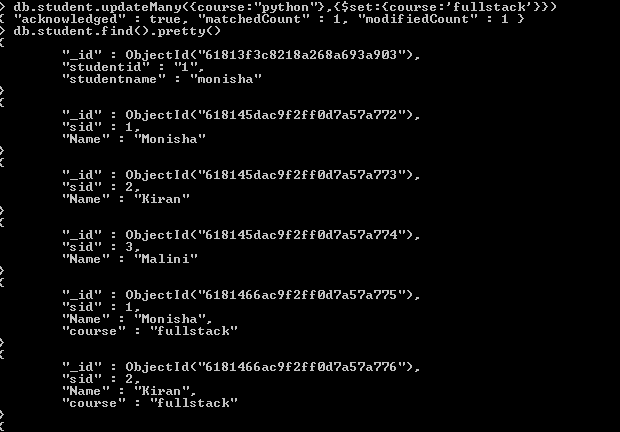 > db.student.updateMany({course:"python"},{$set:{course:'fullstack'}})
{ "acknowledged" : true, "matchedCount" : 1, "modifiedCount" : 1 }
> db.student.find().pretty()
{
"_id" : ObjectId("61813f3c8218a268a693a903"),
"studentid" : "1",
"studentname" : "monisha"
}
{
"_id" : ObjectId("618145dac9f2ff0d7a57a772"),
"sid" : 1,
"Name" : "Monisha"
}
{
"_id" : ObjectId("618145dac9f2ff0d7a57a773"),
"sid" : 2,
"Name" : "Kiran"
}
{
"_id" : ObjectId("618145dac9f2ff0d7a57a774"),
"sid" : 3,
"Name" : "Malini"
}
{
"_id" : ObjectId("6181466ac9f2ff0d7a57a775"),
"sid" : 1,
"Name" : "Monisha",
"course" : "fullstack"
}
{
"_id" : ObjectId("6181466ac9f2ff0d7a57a776"),
"sid" : 2,
"Name" : "Kiran",
"course" : "fullstack"
}
{